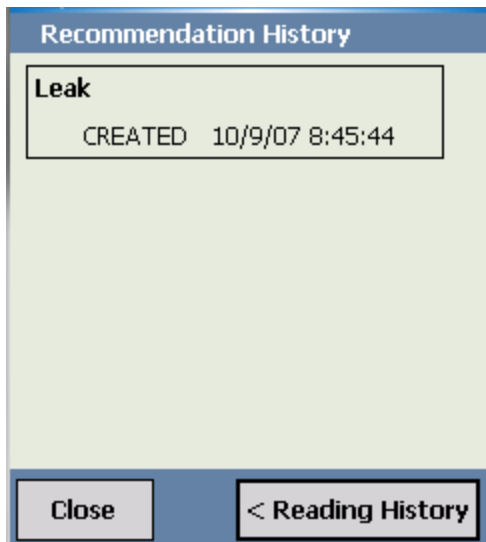 Recommendation History
Leak
CREATED 10/9/07 8:45:44
Close
< Reading History